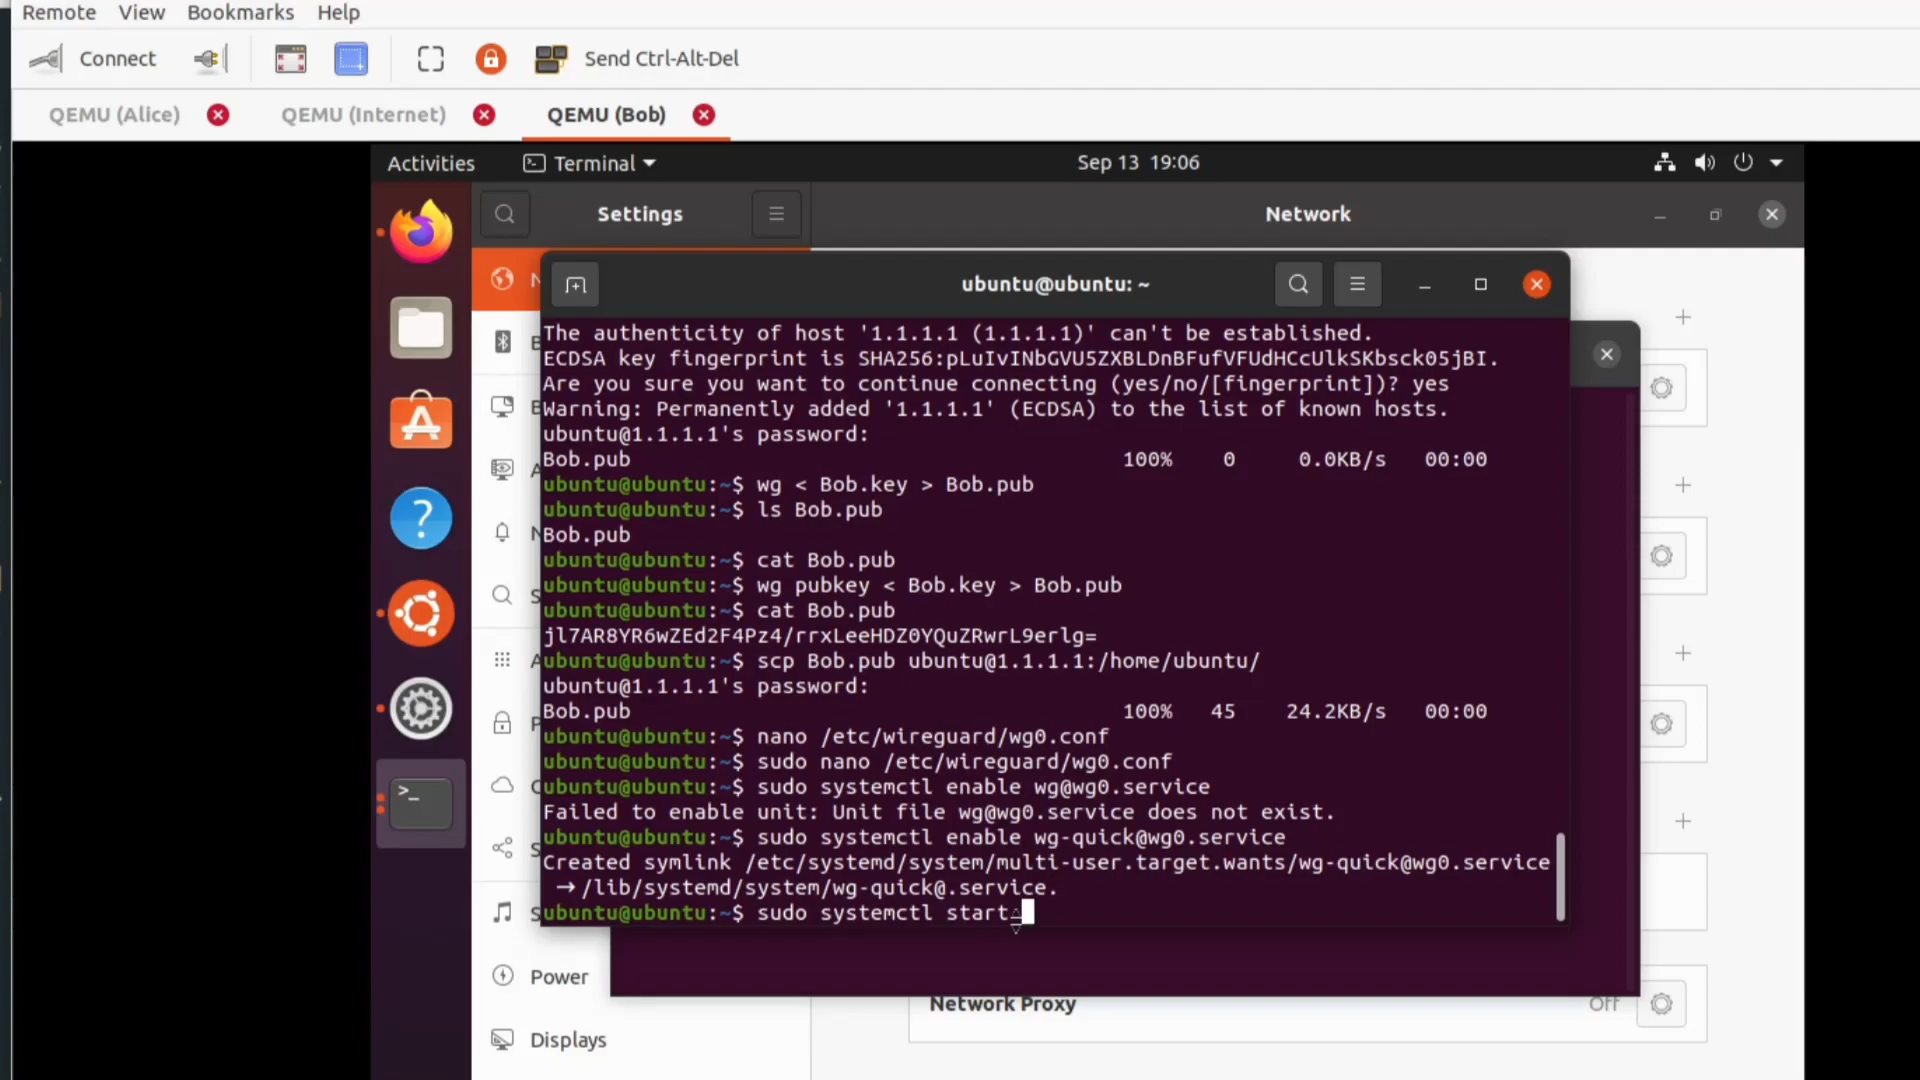 Remote View Bookmarks Help
Connect Send Ctrl-Alt-Del
QEMU (Alice) QEMU (Internet) QEMU (Bob)
Activities Terminal Sep 13 19:06
Settings Network
ubuntu@ubuntu: ~
The authenticity of host '1.1.1.1 (1.1.1.1)' can't be established.
ECDSA key fingerprint is SHA256:pLuIvINbGVU5ZXBLDnBFufVFUdHCcUlkSKbsck05jBI.
Are you sure you want to continue connecting (yes/no/[fingerprint])? yes
Warning: Permanently added '1.1.1.1' (ECDSA) to the list of known hosts.
ubuntu@1.1.1.1's password:
Bob.pub 100% 0 0.0KB/s 00:00
ubuntu@ubuntu:~$ wg < Bob.key > Bob.pub
ubuntu@ubuntu:~$ ls Bob.pub
Bob.pub
ubuntu@ubuntu:~$ cat Bob.pub
ubuntu@ubuntu:~$ wg pubkey < Bob.key > Bob.pub
ubuntu@ubuntu:~$ cat Bob.pub
jl7AR8YR6wZEd2F4Pz4/rrxLeeHDZ0YQuZRwrL9erlg=
ubuntu@ubuntu:~$ scp Bob.pub ubuntu@1.1.1.1:/home/ubuntu/
ubuntu@1.1.1.1's password:
Bob.pub 100% 45 24.2KB/s 00:00
ubuntu@ubuntu:~$ nano /etc/wireguard/wg0.conf
ubuntu@ubuntu:~$ sudo nano /etc/wireguard/wg0.conf
ubuntu@ubuntu:~$ sudo systemctl enable wg@wg0.service
Failed to enable unit: Unit file wg@wg0.service does not exist.
ubuntu@ubuntu:~$ sudo systemctl enable wg-quick@wg0.service
Created symlink /etc/systemd/system/multi-user.target.wants/wg-quick@wg0.service
→ /lib/systemd/system/wg-quick@.service.
ubuntu@ubuntu:~$ sudo systemctl start
Power
Network Proxy Off
Displays